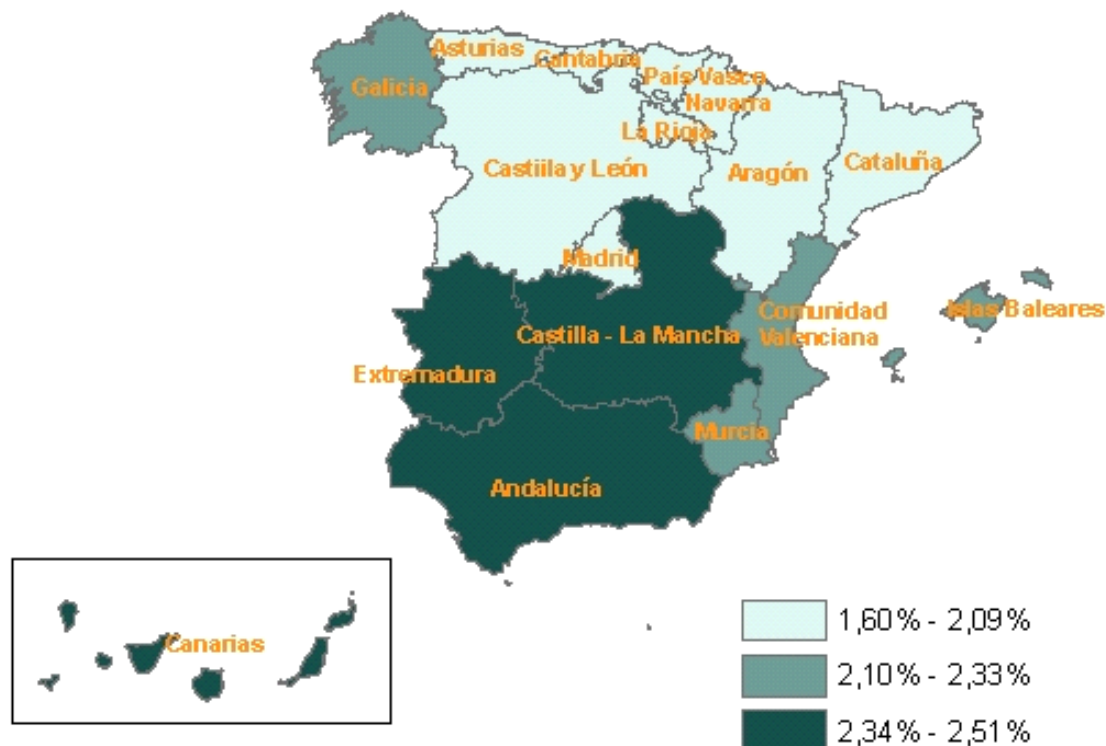 Asturias
Cantabria
País Vasco
Galicia
Navarra
La Rioja
Castiila y León
Aragón
Cataluña
Madrid
Islas Baleares
Comunidad
Valenciana
Castilla - La Mancha
Extremadura
Murcia
Andalucía
Canarias
1,60% - 2,09%
2,10% - 2,33%
2,34% - 2,51%